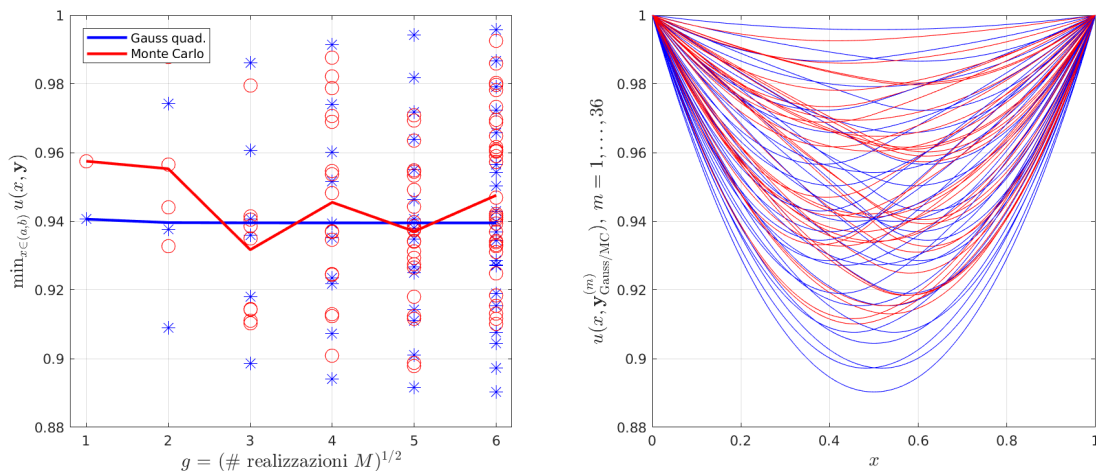 Gauss quad.
Monte Carlo
1
0.98
0.96
0.94
0.92
0.9
0.88
1 2 3 4 5 6
min_{x∈(a,b)} u(x, y)
g = (# realizzazioni M)^{1/2}
1
0.98
0.96
0.94
0.92
0.9
0.88
0 0.2 0.4 0.6 0.8 1
u(x, y^{(m)}_{Gauss/MC}), m = 1, . . . , 36
x